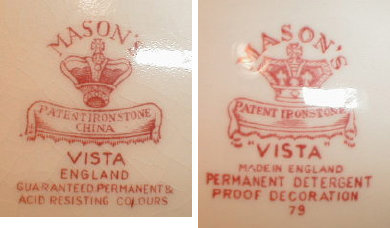 MASON'S
PATENT IRONSTONE
CHINA
VISTA
ENGLAND
GUARANTEED PERMANENT &
ACID RESISTING COLOURS
MASON'S
PATENT IRONSTONE
"VISTA"
MADE IN ENGLAND
PERMANENT DETERGENT
PROOF DECORATION
79